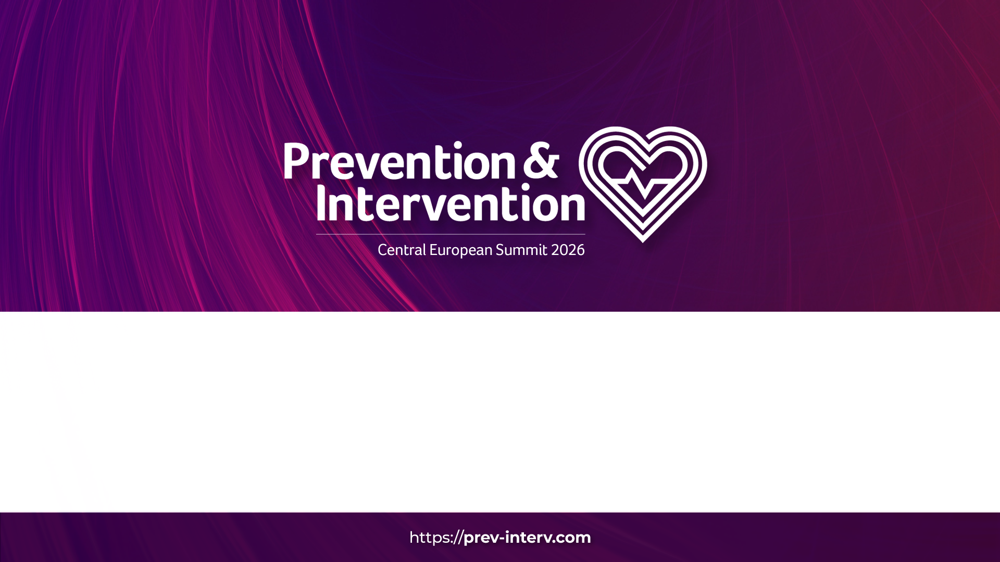 Prevention &
Intervention
Central European Summit 2026
https://prev-interv.com